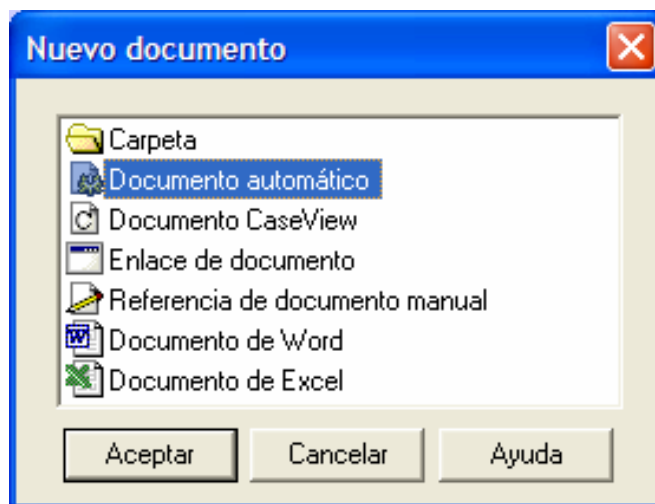 Nuevo documento
Carpeta
Documento automático
Documento CaseView
Enlace de documento
Referencia de documento manual
Documento de Word
Documento de Excel
Aceptar Cancelar Ayuda